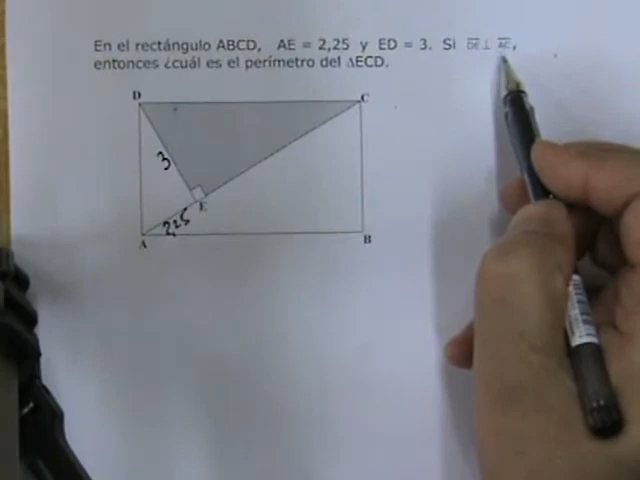 En el rectángulo ABCD, AE = 2,25 y ED = 3. Si DE ⊥ AC,
entonces ¿cuál es el perímetro del ∆ECD.
D
C
3
E
2,25
A
B